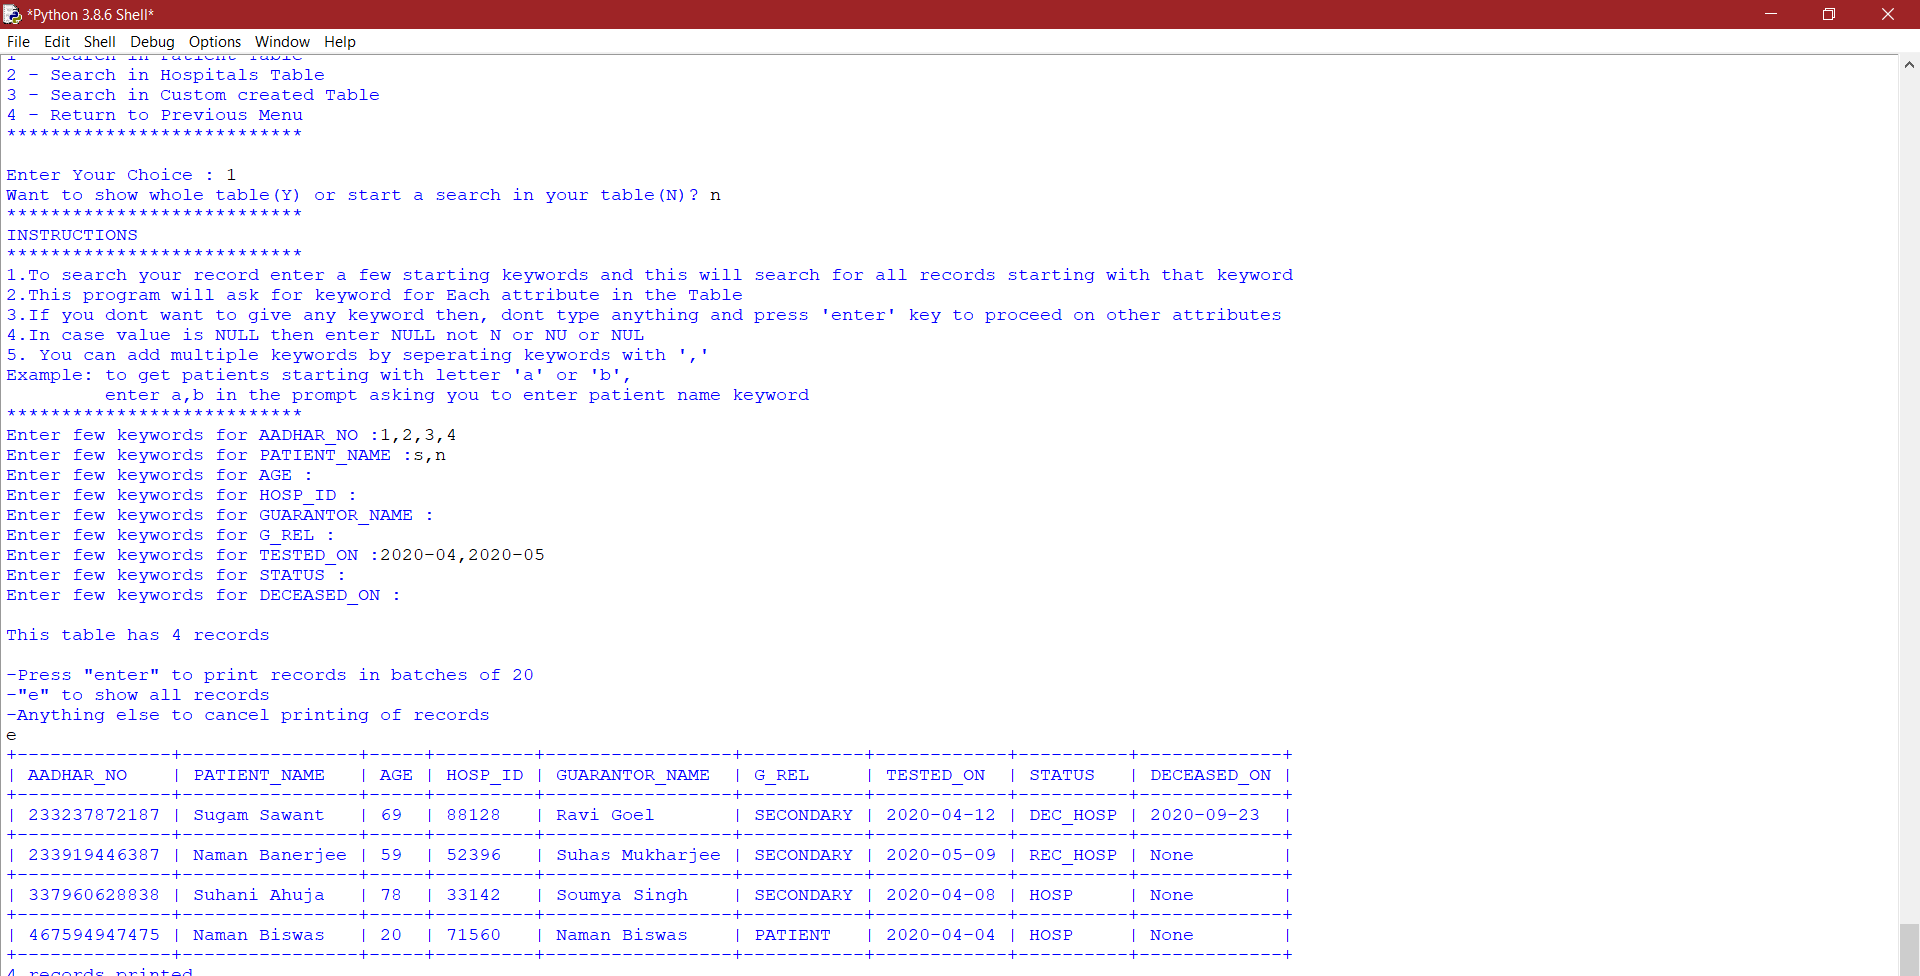 *Python 3.8.6 Shell*
File Edit Shell Debug Options Window Help
1 - Search in Patient Table
2 - Search in Hospitals Table
3 - Search in Custom created Table
4 - Return to Previous Menu
***************************
Enter Your Choice : 1
Want to show whole table(Y) or start a search in your table(N)? n
***************************
INSTRUCTIONS
***************************
1.To search your record enter a few starting keywords and this will search for all records starting with that keyword
2.This program will ask for keyword for Each attribute in the Table
3.If you dont want to give any keyword then, dont type anything and press 'enter' key to proceed on other attributes
4.In case value is NULL then enter NULL not N or NU or NUL
5. You can add multiple keywords by seperating keywords with ','
Example: to get patients starting with letter 'a' or 'b',
         enter a,b in the prompt asking you to enter patient name keyword
***************************
Enter few keywords for AADHAR_NO :1,2,3,4
Enter few keywords for PATIENT_NAME :s,n
Enter few keywords for AGE :
Enter few keywords for HOSP_ID :
Enter few keywords for GUARANTOR_NAME :
Enter few keywords for G_REL :
Enter few keywords for TESTED_ON :2020-04,2020-05
Enter few keywords for STATUS :
Enter few keywords for DECEASED_ON :
This table has 4 records
-Press "enter" to print records in batches of 20
-"e" to show all records
-Anything else to cancel printing of records
e
+--------------+----------------+-----+---------+-----------------+-----------+------------+----------+-------------+
| AADHAR_NO    | PATIENT_NAME   | AGE | HOSP_ID | GUARANTOR_NAME  | G_REL     | TESTED_ON  | STATUS   | DECEASED_ON |
+--------------+----------------+-----+---------+-----------------+-----------+------------+----------+-------------+
| 233237872187 | Sugam Sawant   | 69  | 88128   | Ravi Goel       | SECONDARY | 2020-04-12 | DEC_HOSP | 2020-09-23  |
+--------------+----------------+-----+---------+-----------------+-----------+------------+----------+-------------+
| 233919446387 | Naman Banerjee | 59  | 52396   | Suhas Mukharjee | SECONDARY | 2020-05-09 | REC_HOSP | None        |
+--------------+----------------+-----+---------+-----------------+-----------+------------+----------+-------------+
| 337960628838 | Suhani Ahuja   | 78  | 33142   | Soumya Singh    | SECONDARY | 2020-04-08 | HOSP     | None        |
+--------------+----------------+-----+---------+-----------------+-----------+------------+----------+-------------+
| 467594947475 | Naman Biswas   | 20  | 71560   | Naman Biswas    | PATIENT   | 2020-04-04 | HOSP     | None        |
+--------------+----------------+-----+---------+-----------------+-----------+------------+----------+-------------+
4 records printed